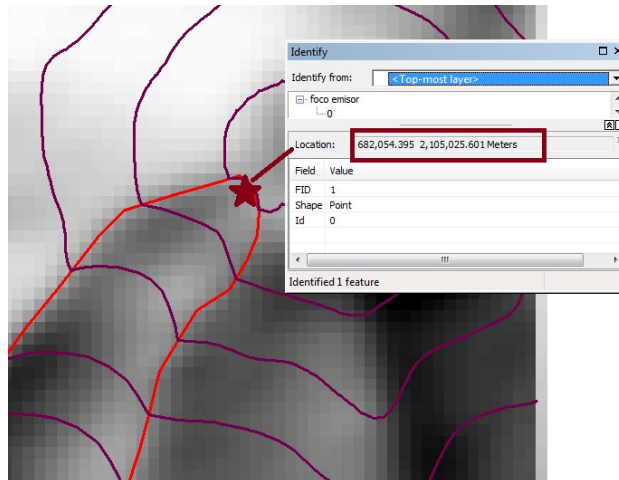 Identify
Identify from: <Top-most layer>
foco emisor
0
Location: 682,054.395 2,105,025.601 Meters
Field Value
FID 1
Shape Point
Id 0
Identified 1 feature